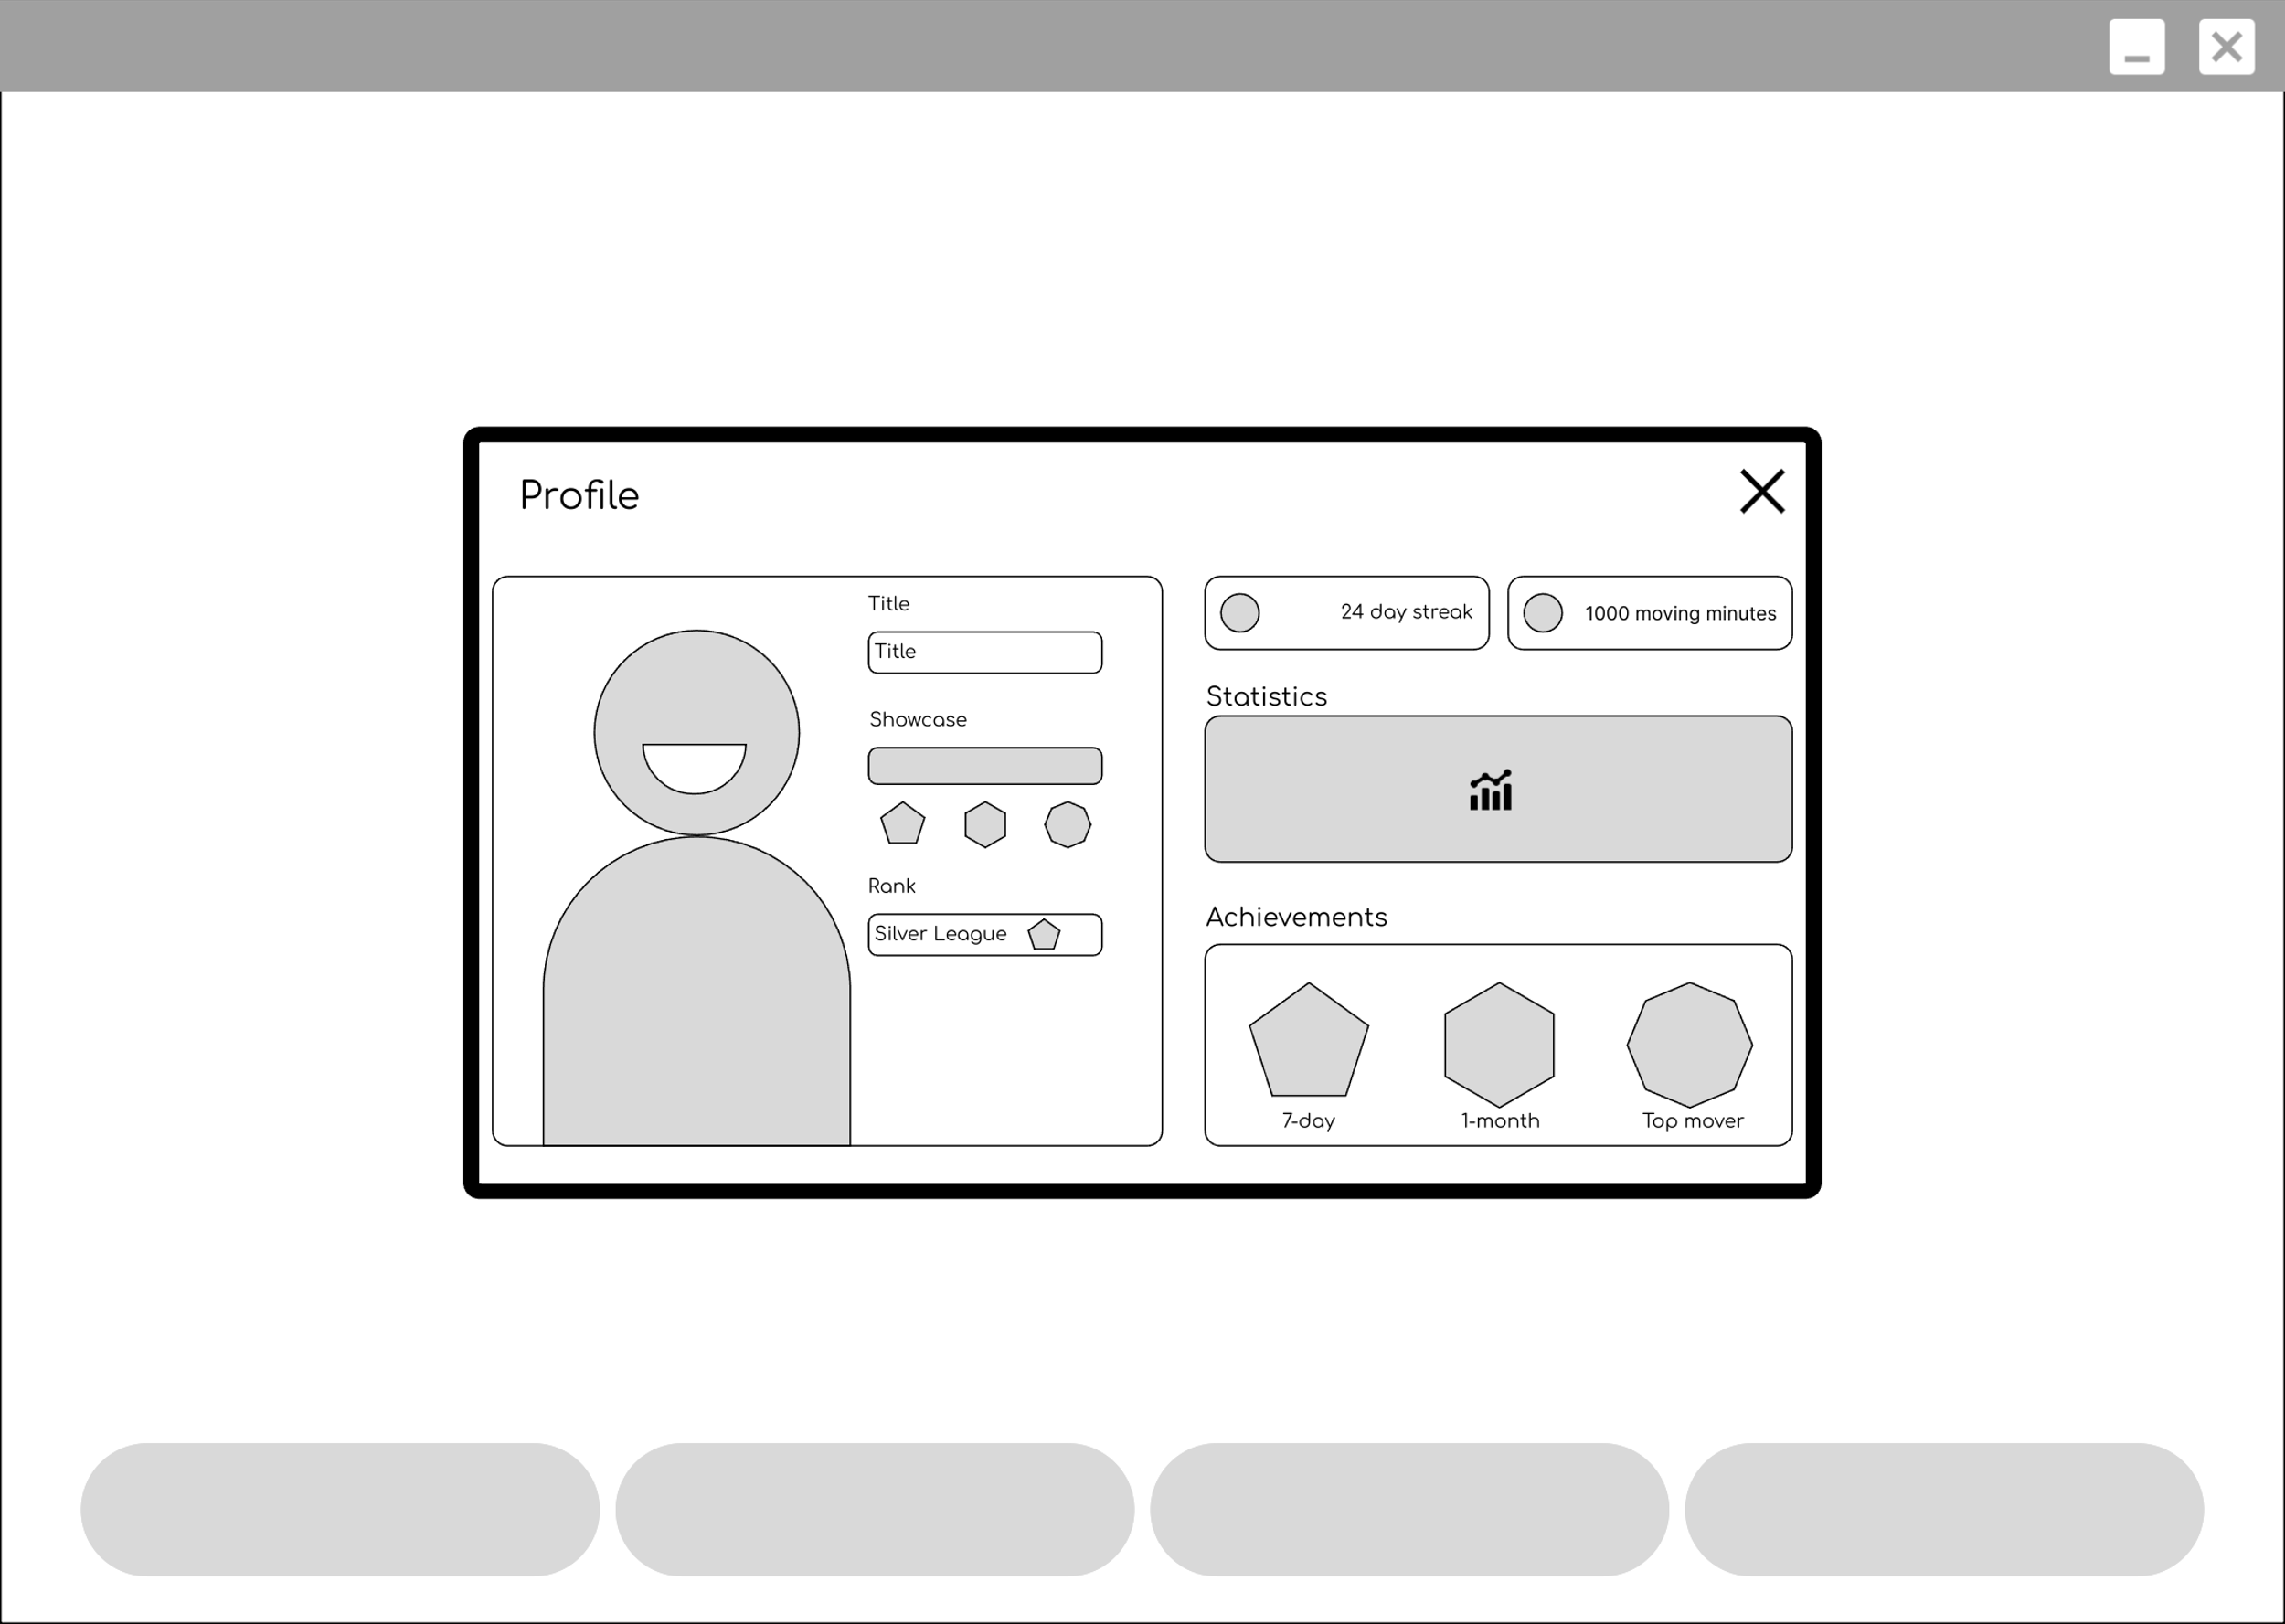 Profile
Title
Title
Showcase
Rank
Silver League
24 day streak
1000 moving minutes
Statistics
Achievements
7-day
1-month
Top mover